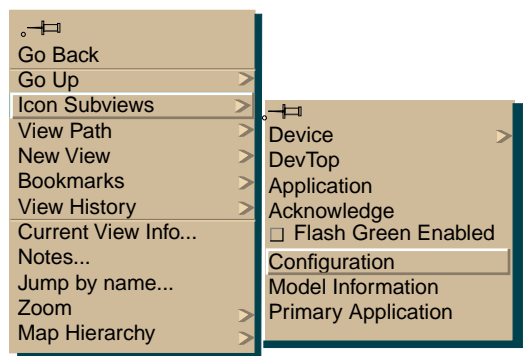 Go Back
Go Up
Icon Subviews
View Path
New View
Bookmarks
View History
Current View Info...
Notes...
Jump by name...
Zoom
Map Hierarchy
Device
DevTop
Application
Acknowledge
Flash Green Enabled
Configuration
Model Information
Primary Application